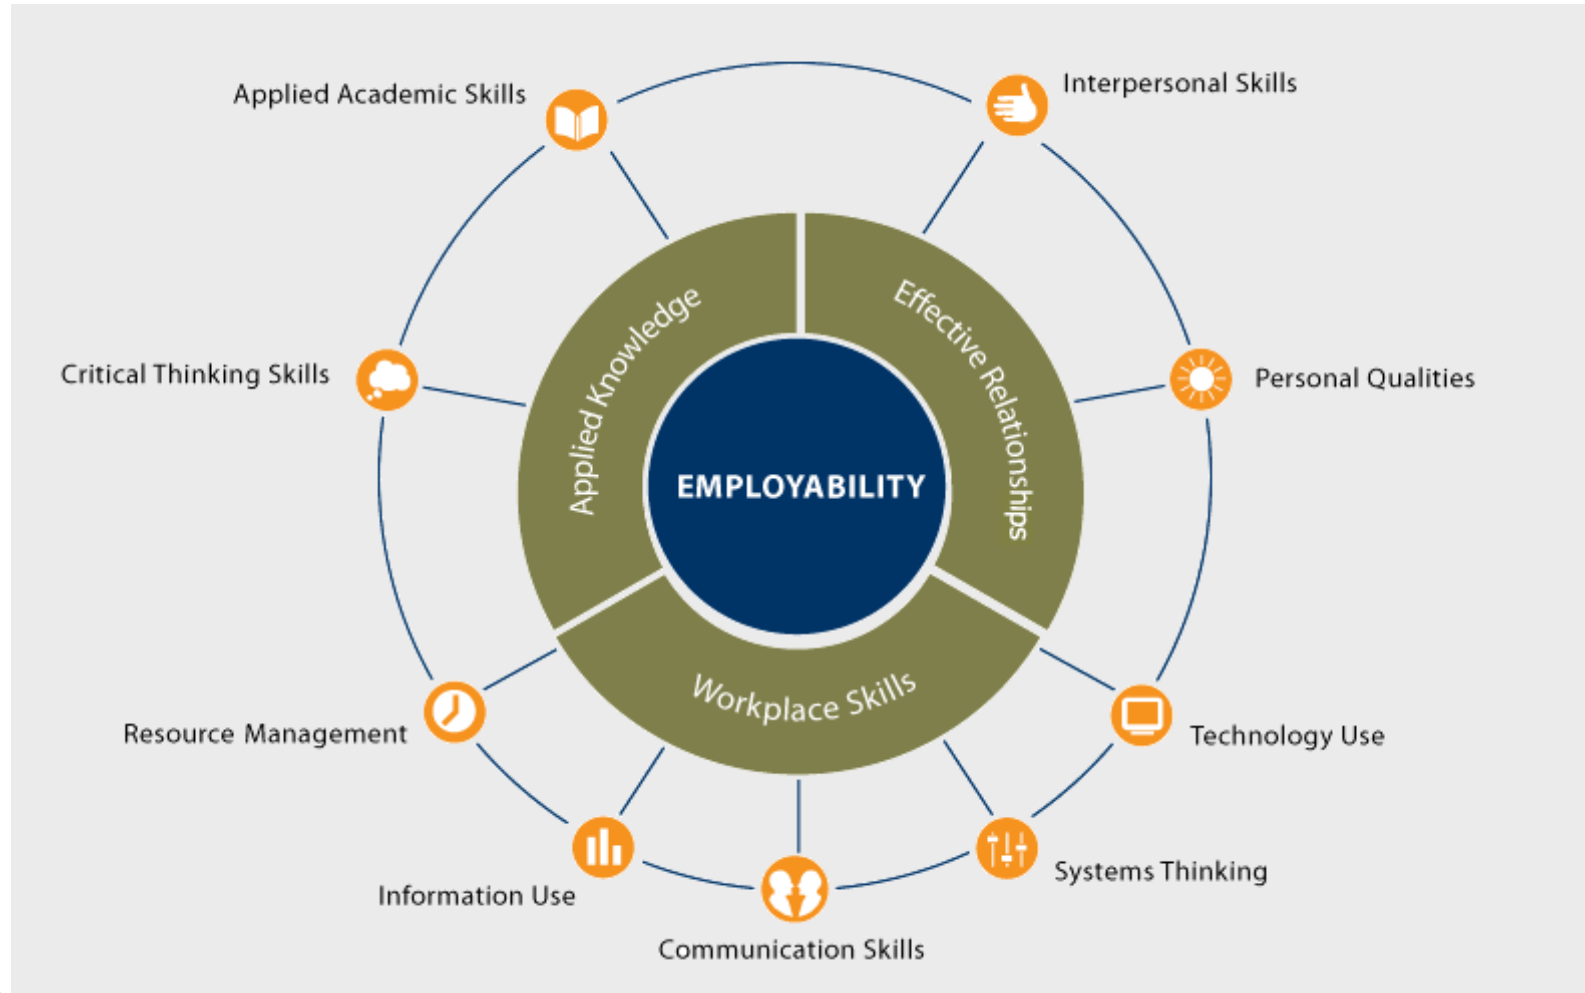 Applied Academic Skills
Interpersonal Skills
Critical Thinking Skills
Personal Qualities
Applied Knowledge
Effective Relationships
EMPLOYABILITY
Workplace Skills
Resource Management
Technology Use
Information Use
Systems Thinking
Communication Skills